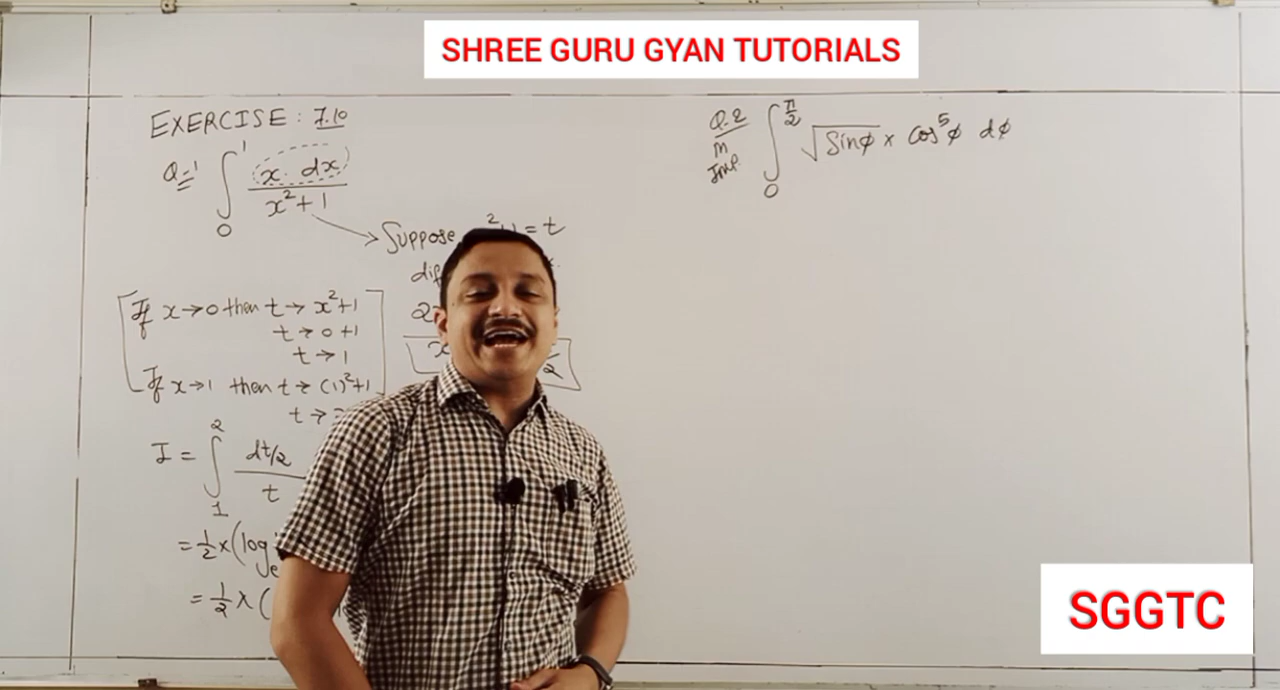 SHREE GURU GYAN TUTORIALS
EXERCISE : 7.10
Q-1 ∫₀¹ x. dx / x²+1
Suppose ² = t
dif
If x→0 then t→ x²+1
t→ 0+1
t→ 1
If x→1 then t→ (1)²+1
t→
I = ∫₁² dt/2 / t
= 1/2 × (log e
= 1/2 × (
Q.2 ∫₀^π/2 √Sinϕ × Cos⁵ϕ dϕ
Imp.
SGGTC